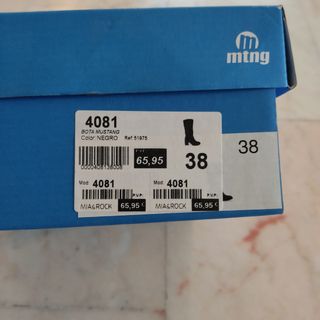 mtng
4081
BOTA MUSTANG
Color: NEGRO Ref 51975
P.V.P.
65,95
38
38
Mod. 4081
Mod. 4081
P.V.P.
P.V.P.
MIA&ROCK 65,95 €
MIA&ROCK 65,95 €